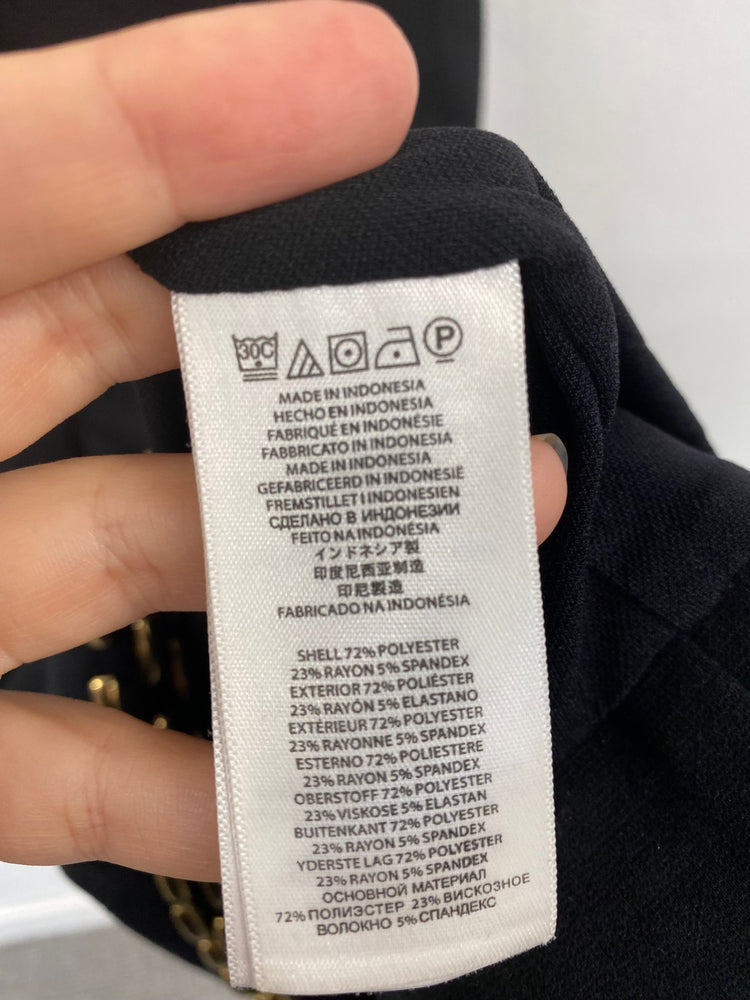 30C P
MADE IN INDONESIA
HECHO EN INDONESIA
FABRIQUÉ EN INDONÉSIE
FABBRICATO IN INDONESIA
MADE IN INDONESIA
GEFABRICEERD IN INDONESIË
FREMSTILLET I INDONESIEN
СДЕЛАНО В ИНДОНЕЗИИ
FEITO NA INDONÉSIA
インドネシア製
印度尼西亚制造
印尼製造
FABRICADO NA INDONÉSIA
SHELL 72% POLYESTER
23% RAYON 5% SPANDEX
EXTERIOR 72% POLIÉSTER
23% RAYÓN 5% ELASTANO
EXTÉRIEUR 72% POLYESTER
23% RAYONNE 5% SPANDEX
ESTERNO 72% POLIESTERE
23% RAYON 5% SPANDEX
OBERSTOFF 72% POLYESTER
23% VISKOSE 5% ELASTAN
BUITENKANT 72% POLYESTER
23% RAYON 5% SPANDEX
YDERSTE LAG 72% POLYESTER
23% RAYON 5% SPANDEX
ОСНОВНОЙ МАТЕРИАЛ
72% ПОЛИЭСТЕР 23% ВИСКОЗНОЕ
ВОЛОКНО 5% СПАНДЕКС